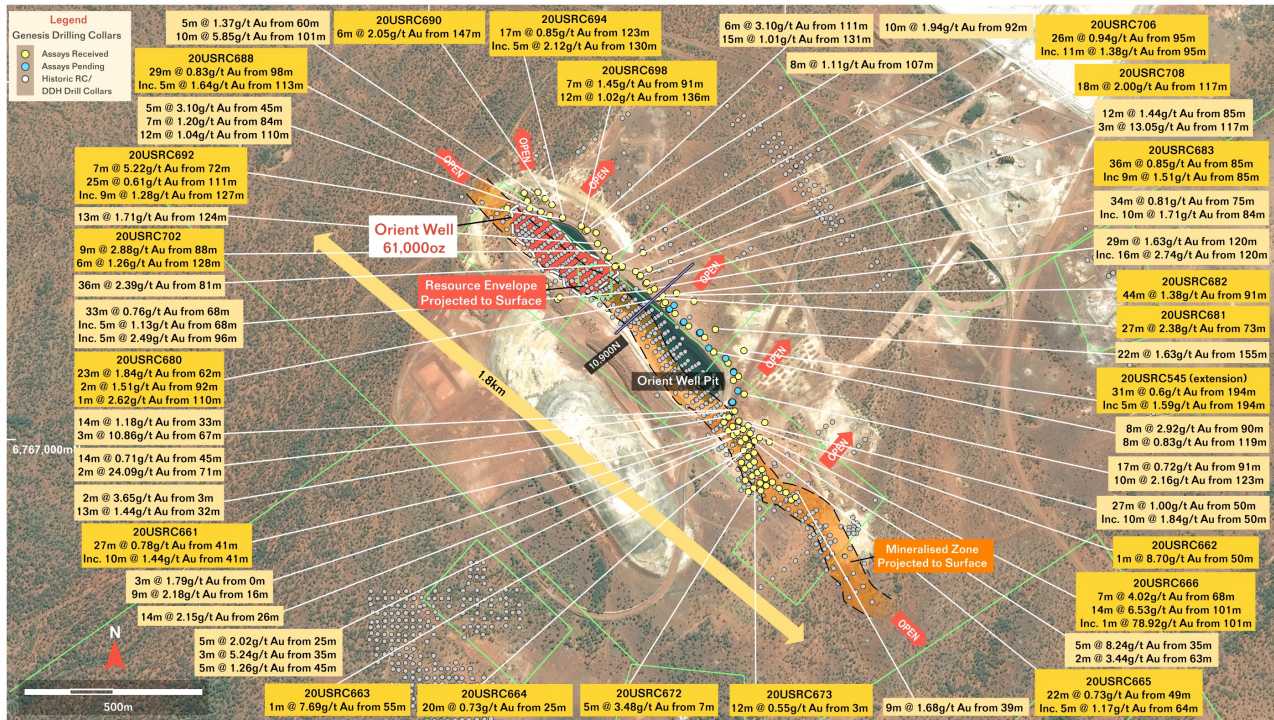 Legend
Genesis Drilling Collars
Assays Received
Assays Pending
Historic RC/
DDH Drill Collars
5m @ 1.37g/t Au from 60m
10m @ 5.85g/t Au from 101m
20USRC690
6m @ 2.05g/t Au from 147m
20USRC694
17m @ 0.85g/t Au from 123m
Inc. 5m @ 2.12g/t Au from 130m
6m @ 3.10g/t Au from 111m
15m @ 1.01g/t Au from 131m
10m @ 1.94g/t Au from 92m
20USRC706
26m @ 0.94g/t Au from 95m
Inc. 11m @ 1.38g/t Au from 95m
20USRC688
29m @ 0.83g/t Au from 98m
Inc. 5m @ 1.64g/t Au from 113m
20USRC698
7m @ 1.45g/t Au from 91m
12m @ 1.02g/t Au from 136m
8m @ 1.11g/t Au from 107m
20USRC708
18m @ 2.00g/t Au from 117m
5m @ 3.10g/t Au from 45m
7m @ 1.20g/t Au from 84m
12m @ 1.04g/t Au from 110m
12m @ 1.44g/t Au from 85m
3m @ 13.05g/t Au from 117m
20USRC692
7m @ 5.22g/t Au from 72m
25m @ 0.61g/t Au from 111m
Inc. 9m @ 1.28g/t Au from 127m
20USRC683
36m @ 0.85g/t Au from 85m
Inc 9m @ 1.51g/t Au from 85m
OPEN
OPEN
OPEN
13m @ 1.71g/t Au from 124m
34m @ 0.81g/t Au from 75m
Inc. 10m @ 1.71g/t Au from 84m
Orient Well
61,000oz
20USRC702
9m @ 2.88g/t Au from 88m
6m @ 1.26g/t Au from 128m
29m @ 1.63g/t Au from 120m
Inc. 16m @ 2.74g/t Au from 120m
OPEN
36m @ 2.39g/t Au from 81m
Resource Envelope
Projected to Surface
20USRC682
44m @ 1.38g/t Au from 91m
33m @ 0.76g/t Au from 68m
Inc. 5m @ 1.13g/t Au from 68m
Inc. 5m @ 2.49g/t Au from 96m
20USRC681
27m @ 2.38g/t Au from 73m
10,900N
OPEN
22m @ 1.63g/t Au from 155m
20USRC680
23m @ 1.84g/t Au from 62m
2m @ 1.51g/t Au from 92m
1m @ 2.62g/t Au from 110m
1.8km
Orient Well Pit
20USRC545 (extension)
31m @ 0.6g/t Au from 194m
Inc 5m @ 1.59g/t Au from 194m
14m @ 1.18g/t Au from 33m
3m @ 10.86g/t Au from 67m
8m @ 2.92g/t Au from 90m
8m @ 0.83g/t Au from 119m
6,767,000m
OPEN
14m @ 0.71g/t Au from 45m
2m @ 24.09g/t Au from 71m
17m @ 0.72g/t Au from 91m
10m @ 2.16g/t Au from 123m
2m @ 3.65g/t Au from 3m
13m @ 1.44g/t Au from 32m
27m @ 1.00g/t Au from 50m
Inc. 10m @ 1.84g/t Au from 50m
20USRC661
27m @ 0.78g/t Au from 41m
Inc. 10m @ 1.44g/t Au from 41m
Mineralised Zone
Projected to Surface
20USRC662
1m @ 8.70g/t Au from 50m
3m @ 1.79g/t Au from 0m
9m @ 2.18g/t Au from 16m
20USRC666
7m @ 4.02g/t Au from 68m
14m @ 6.53g/t Au from 101m
Inc. 1m @ 78.92g/t Au from 101m
14m @ 2.15g/t Au from 26m
OPEN
N
5m @ 2.02g/t Au from 25m
3m @ 5.24g/t Au from 35m
5m @ 1.26g/t Au from 45m
5m @ 8.24g/t Au from 35m
2m @ 3.44g/t Au from 63m
500m
20USRC663
1m @ 7.69g/t Au from 55m
20USRC664
20m @ 0.73g/t Au from 25m
20USRC672
5m @ 3.48g/t Au from 7m
20USRC673
12m @ 0.55g/t Au from 3m
9m @ 1.68g/t Au from 39m
20USRC665
22m @ 0.73g/t Au from 49m
Inc. 5m @ 1.17g/t Au from 64m